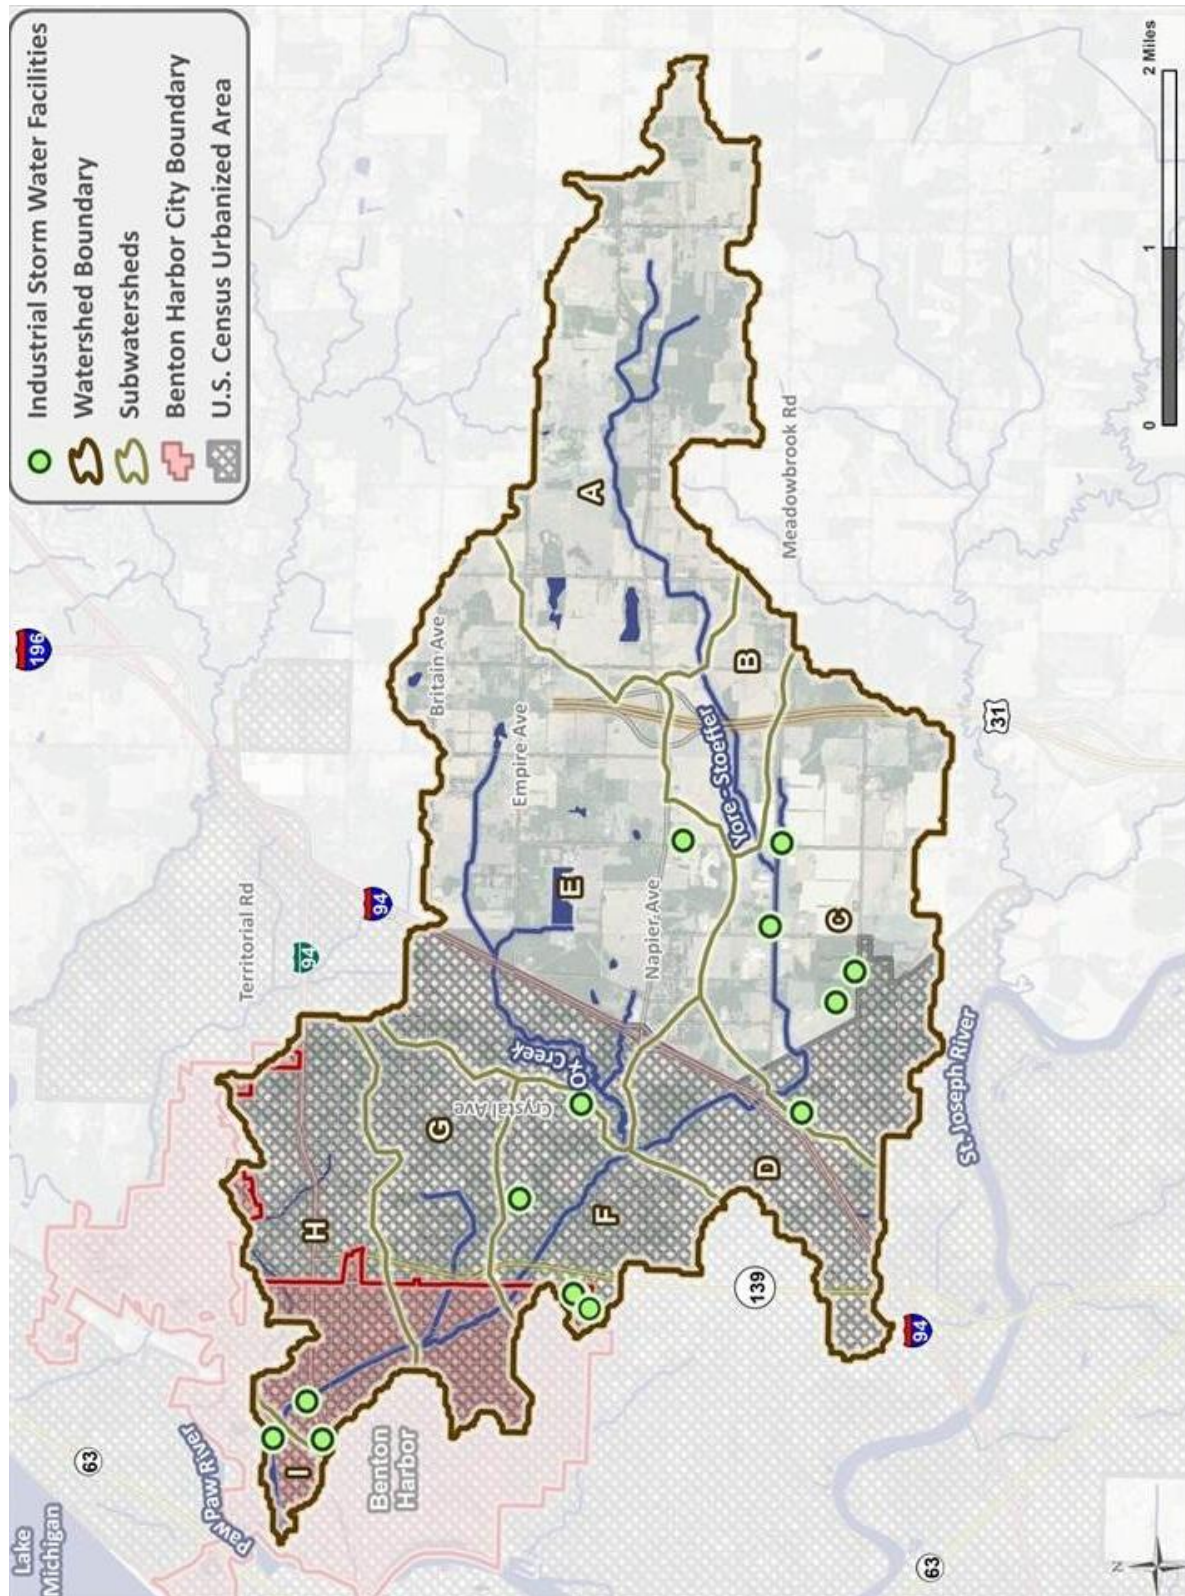 Industrial Storm Water Facilities
Watershed Boundary
Subwatersheds
Benton Harbor City Boundary
U.S. Census Urbanized Area
Lake
Michigan
63
Paw Paw River
Benton
Harbor
I
H
Territorial Rd
94
94
196
G
Crystal Ave
Ox Creek
Britain Ave
Empire Ave
E
F
139
D
94
Napier Ave
Yore - Stoeffer
A
B
C
Meadowbrook Rd
31
St. Joseph River
63
N
0
1
2 Miles